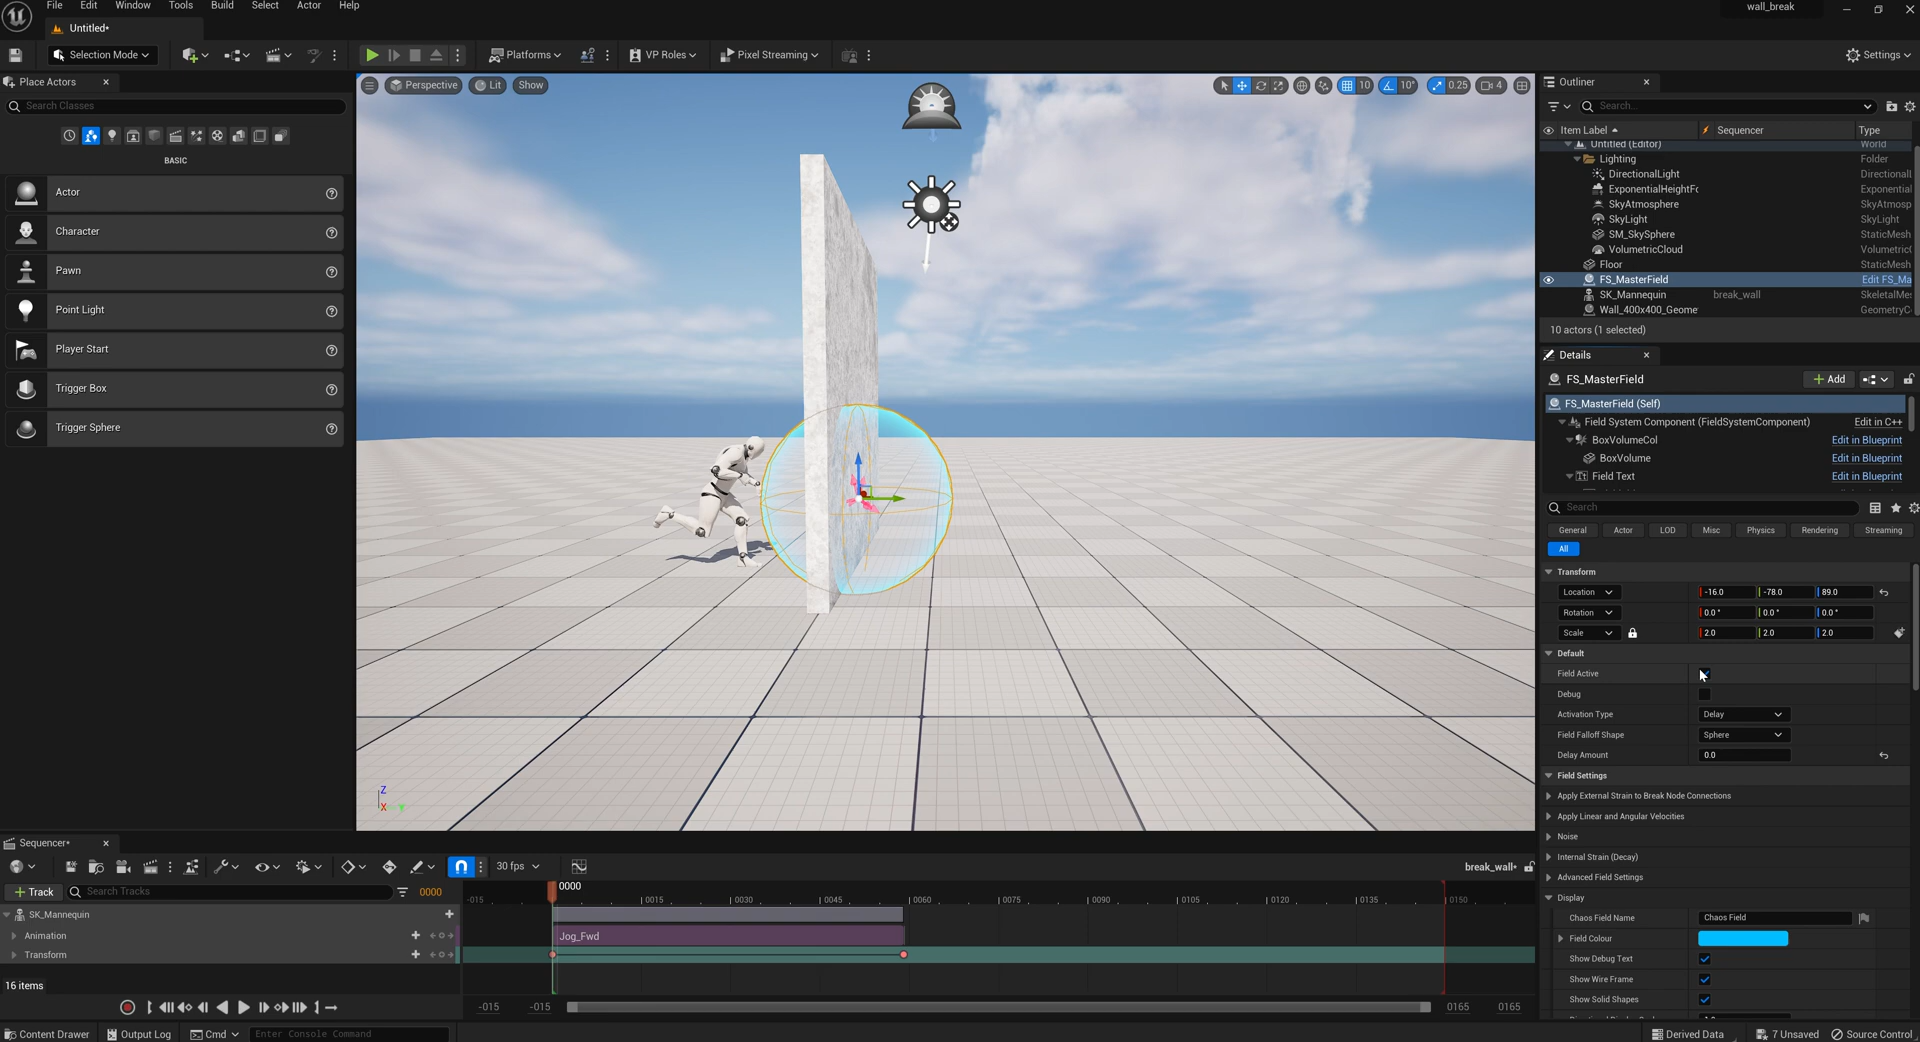 File Edit Window Tools Build Select Actor Help
wall_break
Untitled*
Selection Mode
Platforms
VP Roles
Pixel Streaming
Settings
Place Actors
Search Classes
BASIC
Actor
Character
Pawn
Point Light
Player Start
Trigger Box
Trigger Sphere
Perspective Lit Show
10 10° 0.25 4
Z
X Y
Outliner
Search...
Item Label Sequencer Type
Untitled (Editor) World
Lighting Folder
DirectionalLight DirectionalL
ExponentialHeightFc Exponential
SkyAtmosphere SkyAtmosp
SkyLight SkyLight
SM_SkySphere StaticMesh
VolumetricCloud Volumetric
Floor StaticMesh
FS_MasterField Edit FS_Ma
SK_Mannequin break_wall SkeletalMes
Wall_400x400_Geome GeometryC
10 actors (1 selected)
Details
FS_MasterField
Add
FS_MasterField (Self)
Field System Component (FieldSystemComponent) Edit in C++
BoxVolumeCol Edit in Blueprint
BoxVolume Edit in Blueprint
Field Text Edit in Blueprint
Search
General Actor LOD Misc Physics Rendering Streaming
All
Transform
Location -16.0 -78.0 89.0
Rotation 0.0 ° 0.0 ° 0.0 °
Scale 2.0 2.0 2.0
Default
Field Active
Debug
Activation Type Delay
Field Falloff Shape Sphere
Delay Amount 0.0
Field Settings
Apply External Strain to Break Node Connections
Apply Linear and Angular Velocities
Noise
Internal Strain (Decay)
Advanced Field Settings
Display
Chaos Field Name Chaos Field
Field Colour
Show Debug Text
Show Wire Frame
Show Solid Shapes
Sequencer*
30 fps
break_wall*
Track
Search Tracks
0000
0000
-015 0015 0030 0045 0060 0075 0090 0105 0120 0135 0150
SK_Mannequin
Animation
Jog_Fwd
Transform
16 items
-015 -015 0165 0165
Content Drawer Output Log Cmd Enter Console Command
Derived Data 7 Unsaved Source Control